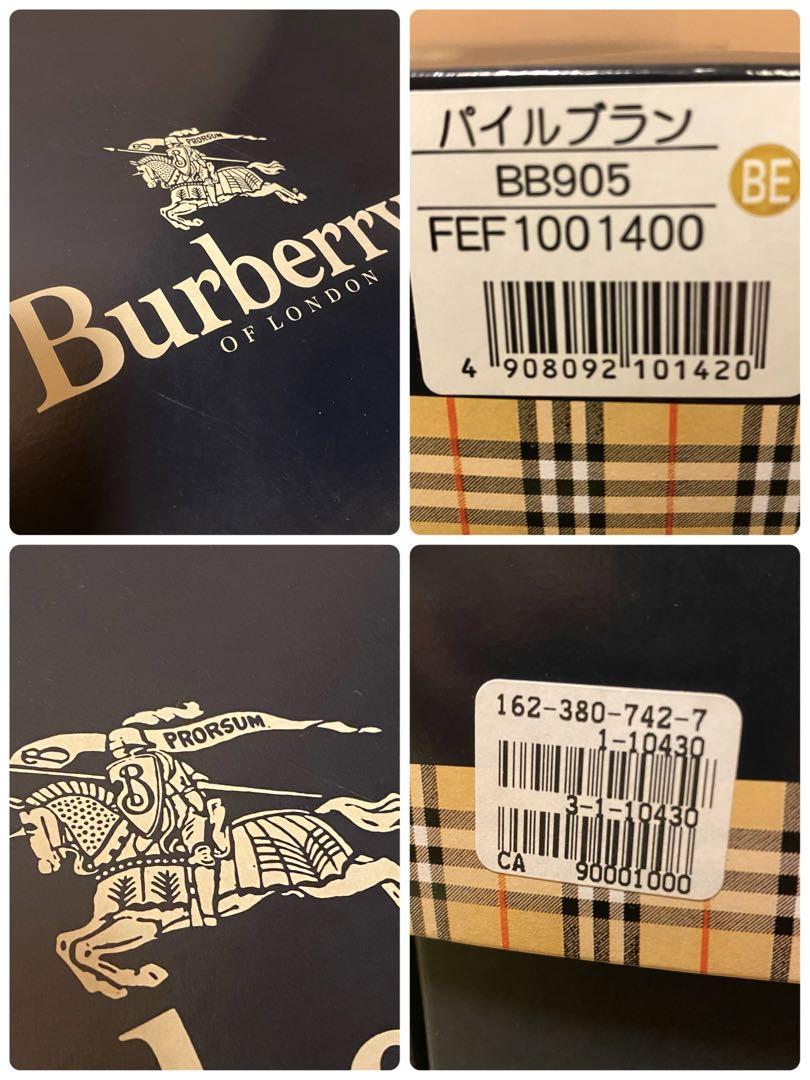 PRORSUM
Burberry
OF LONDON
パイルブラン
BB905
BE
FEF1001400
4 908092 101420
PRORSUM
B
162-380-742-7
1-10430
3-1-10430
CA 90001000